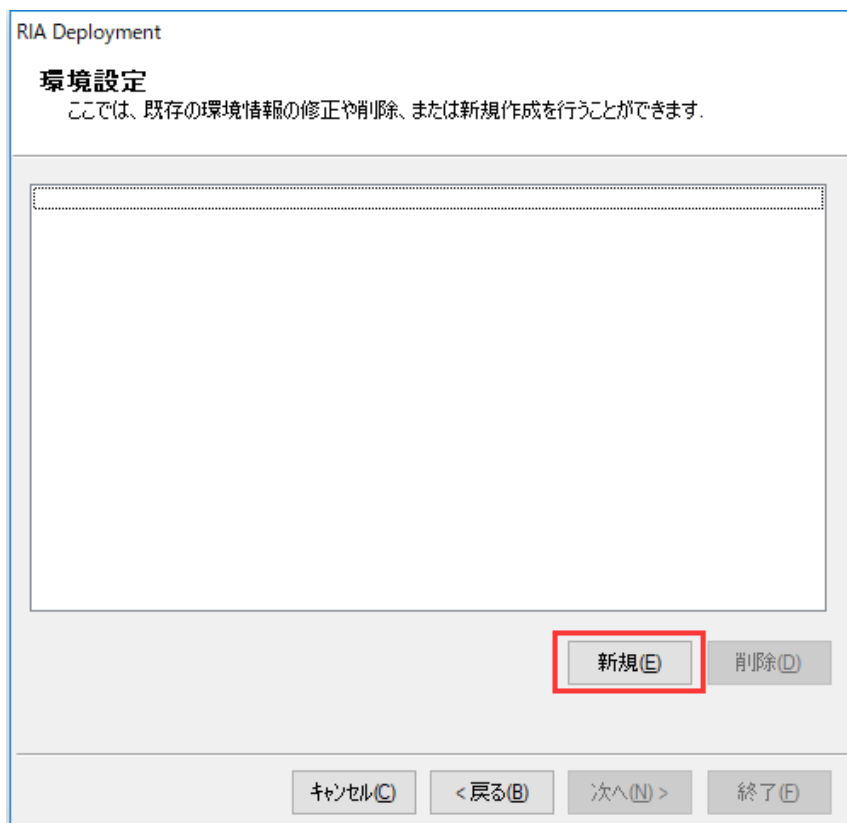 RIA Deployment
環境設定
ここでは、既存の環境情報の修正や削除、または新規作成を行うことができます.
新規(E)
削除(D)
キャンセル(C)
< 戻る(B)
次へ(N) >
終了(F)